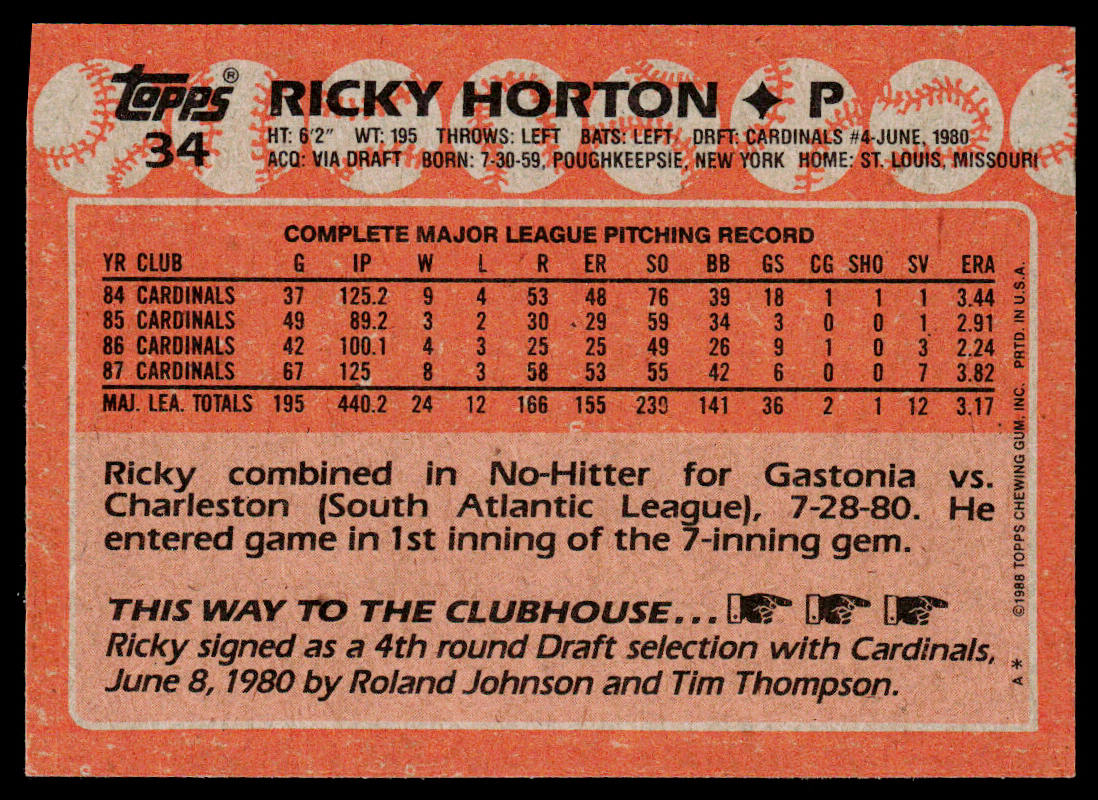 topps®
34
RICKY HORTON ✦ P
HT: 6'2" WT: 195 THROWS: LEFT BATS: LEFT DRFT: CARDINALS #4-JUNE, 1980
ACQ: VIA DRAFT BORN: 7-30-59, POUGHKEEPSIE, NEW YORK HOME: ST. LOUIS, MISSOURI
COMPLETE MAJOR LEAGUE PITCHING RECORD
YR CLUB G IP W L R ER SO BB GS CG SHO SV ERA
84 CARDINALS 37 125.2 9 4 53 48 76 39 18 1 1 1 3.44
85 CARDINALS 49 89.2 3 2 30 29 59 34 3 0 0 1 2.91
86 CARDINALS 42 100.1 4 3 25 25 49 26 9 1 0 3 2.24
87 CARDINALS 67 125 8 3 58 53 55 42 6 0 0 7 3.82
MAJ. LEA. TOTALS 195 440.2 24 12 166 155 239 141 36 2 1 12 3.17
Ricky combined in No-Hitter for Gastonia vs.
Charleston (South Atlantic League), 7-28-80. He
entered game in 1st inning of the 7-inning gem.
THIS WAY TO THE CLUBHOUSE...
Ricky signed as a 4th round Draft selection with Cardinals,
June 8, 1980 by Roland Johnson and Tim Thompson.
A* ©1988 TOPPS CHEWING GUM, INC. PRTD. IN U.S.A.